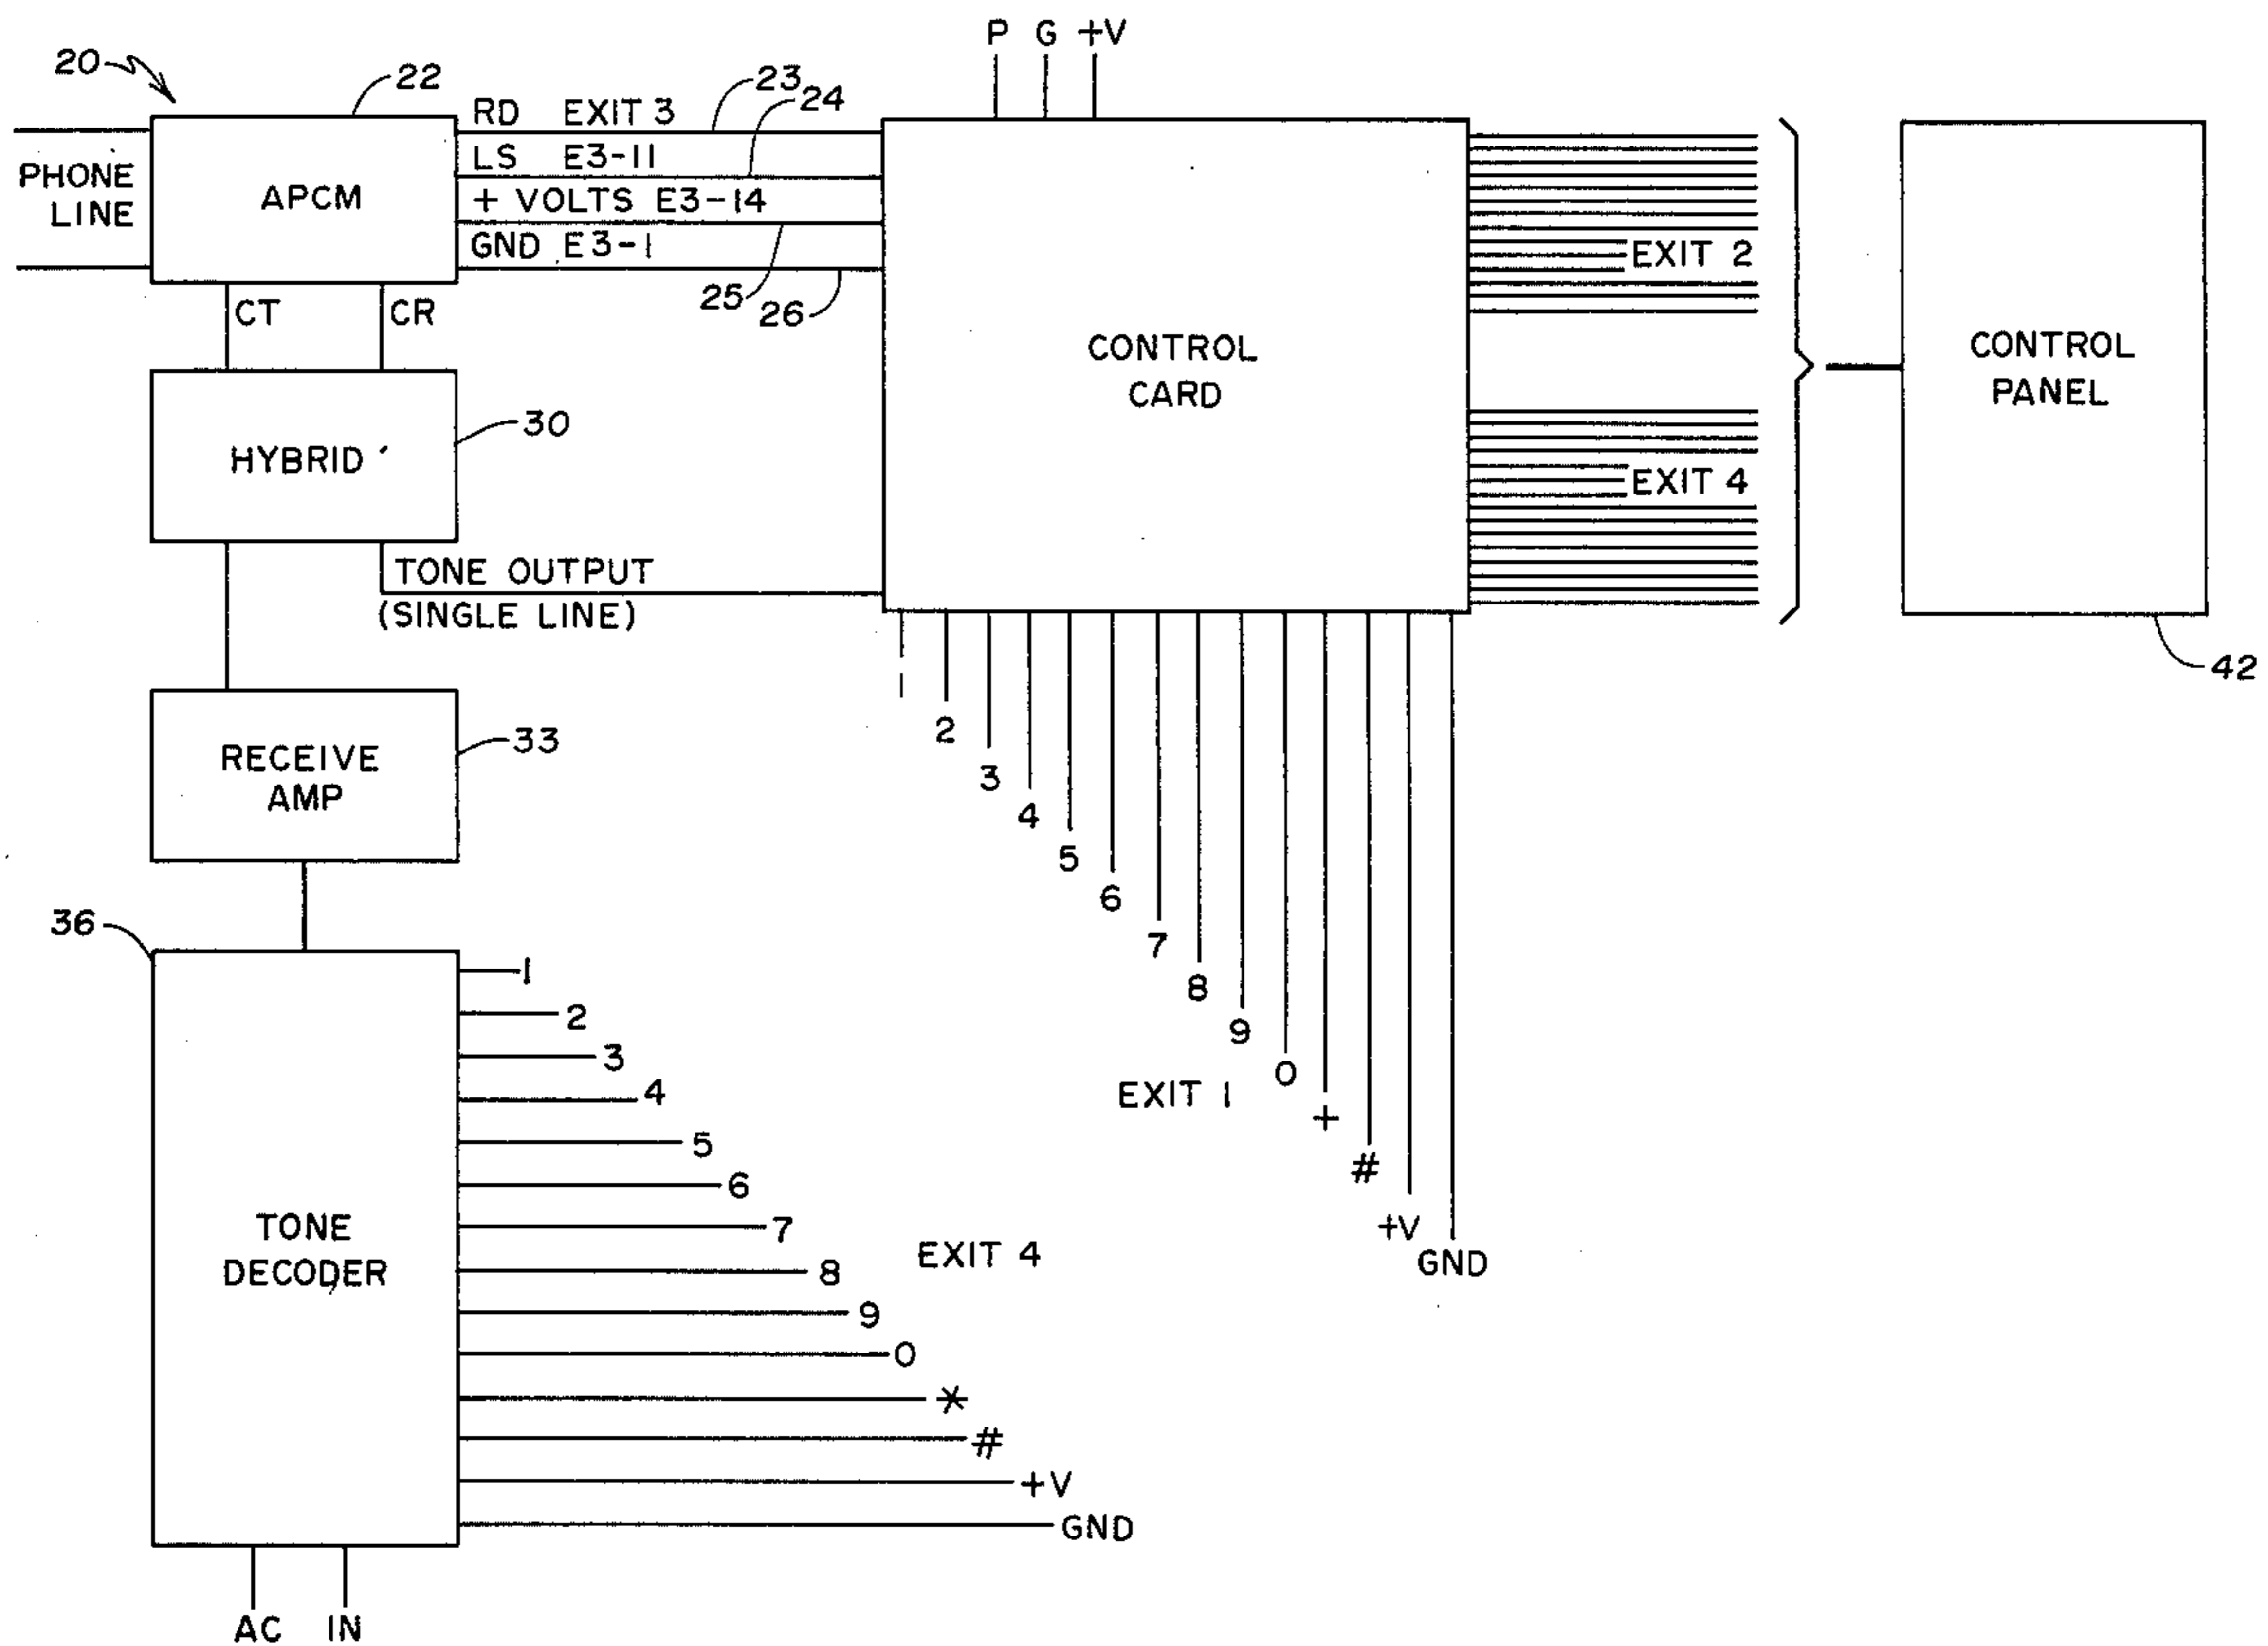 P G +V
20
22
23
24
RD EXIT 3
LS E3-11
+ VOLTS E3-14
GND E3-1
25
26
PHONE
LINE
APCM
CT
CR
HYBRID
30
TONE OUTPUT
(SINGLE LINE)
CONTROL
CARD
EXIT 2
EXIT 4
CONTROL
PANEL
42
RECEIVE
AMP
33
1
2
3
4
5
6
7
8
9
0
+
#
+V
GND
EXIT 1
36
TONE
DECODER
1
2
3
4
5
6
7
8
9
0
*
#
+V
GND
EXIT 4
AC IN